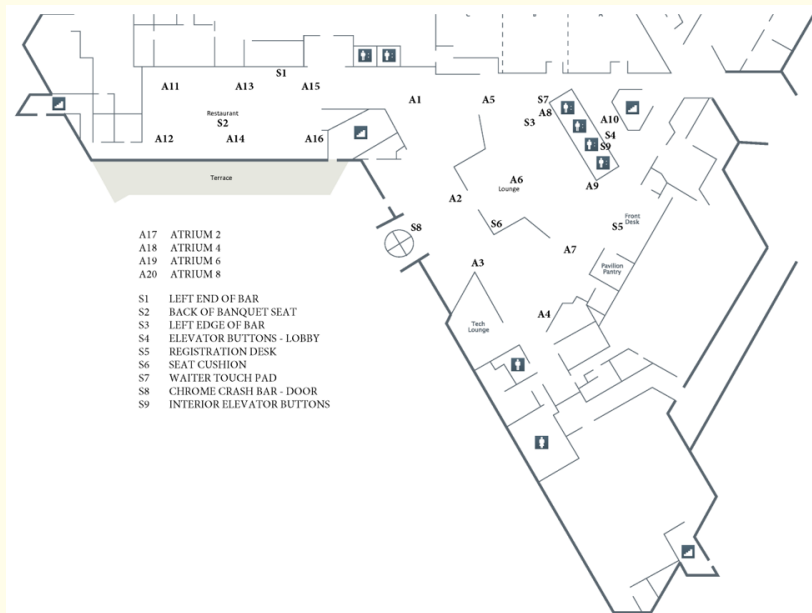 S1
A11
A13
A15
A1
A5
S7
A8
A10
Restaurant
S2
S3
S4
A12
A14
A16
S9
Terrace
A6
Lounge
A9
A2
S8
S6
Front
Desk
S5
A7
A3
Pavilion
Pantry
A4
Tech
Lounge
A17 ATRIUM 2
A18 ATRIUM 4
A19 ATRIUM 6
A20 ATRIUM 8
S1 LEFT END OF BAR
S2 BACK OF BANQUET SEAT
S3 LEFT EDGE OF BAR
S4 ELEVATOR BUTTONS - LOBBY
S5 REGISTRATION DESK
S6 SEAT CUSHION
S7 WAITER TOUCH PAD
S8 CHROME CRASH BAR - DOOR
S9 INTERIOR ELEVATOR BUTTONS